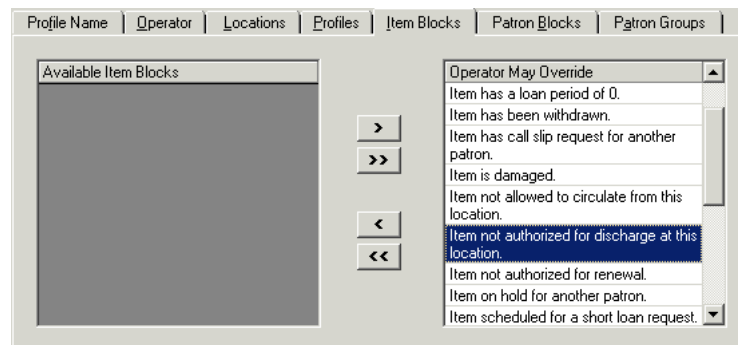 Profile Name Operator Locations Profiles Item Blocks Patron Blocks Patron Groups
Available Item Blocks
>
>>
<
<<
Operator May Override
Item has a loan period of 0.
Item has been withdrawn.
Item has call slip request for another
patron.
Item is damaged.
Item not allowed to circulate from this
location.
Item not authorized for discharge at this
location.
Item not authorized for renewal.
Item on hold for another patron.
Item scheduled for a short loan request.